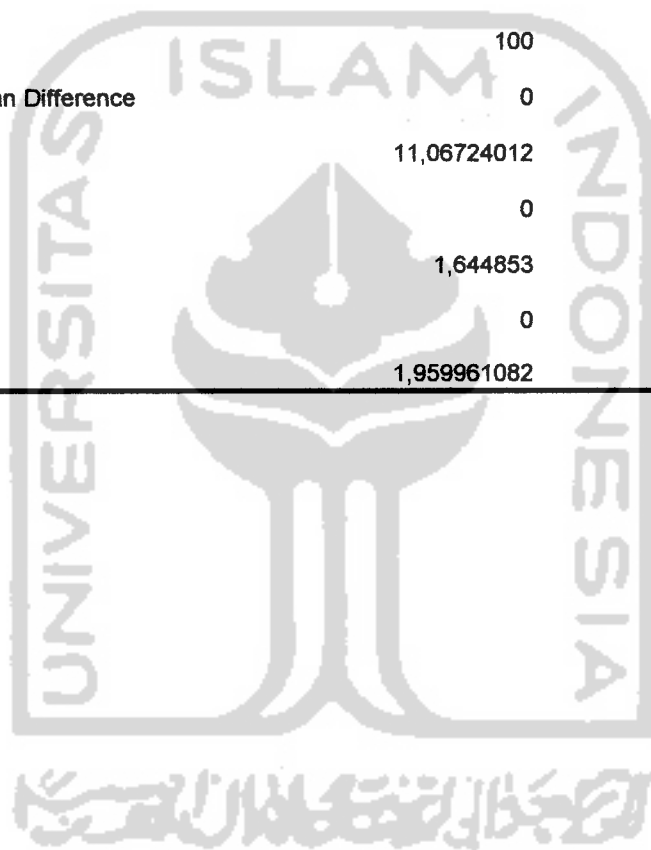 100
an Difference 0
11,06724012
0
1,644853
0
1,959961082
ISLAM
UNIVERSITAS
INDONESIA